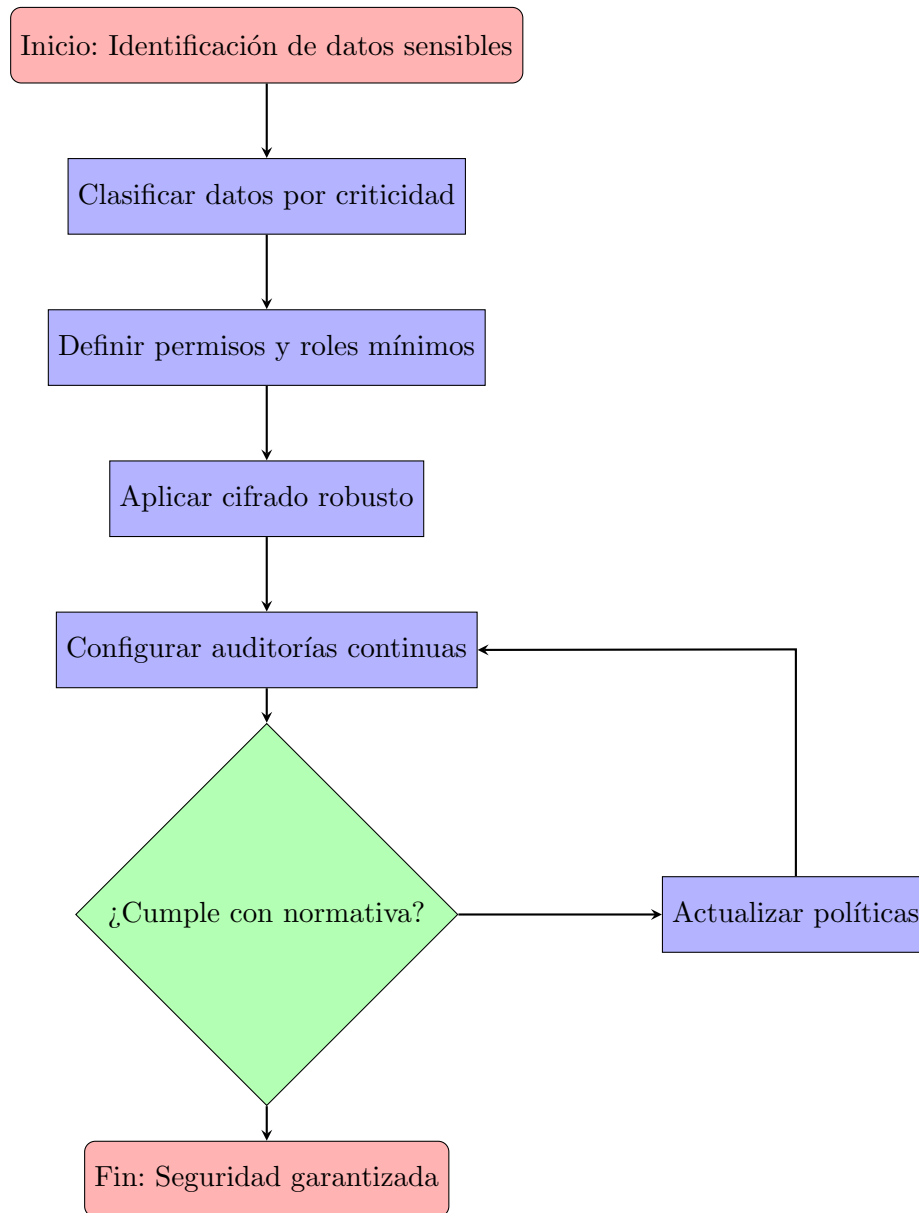 Inicio: Identificación de datos sensibles
Clasificar datos por criticidad
Definir permisos y roles mínimos
Aplicar cifrado robusto
Configurar auditorías continuas
¿Cumple con normativa?
Actualizar políticas
Fin: Seguridad garantizada